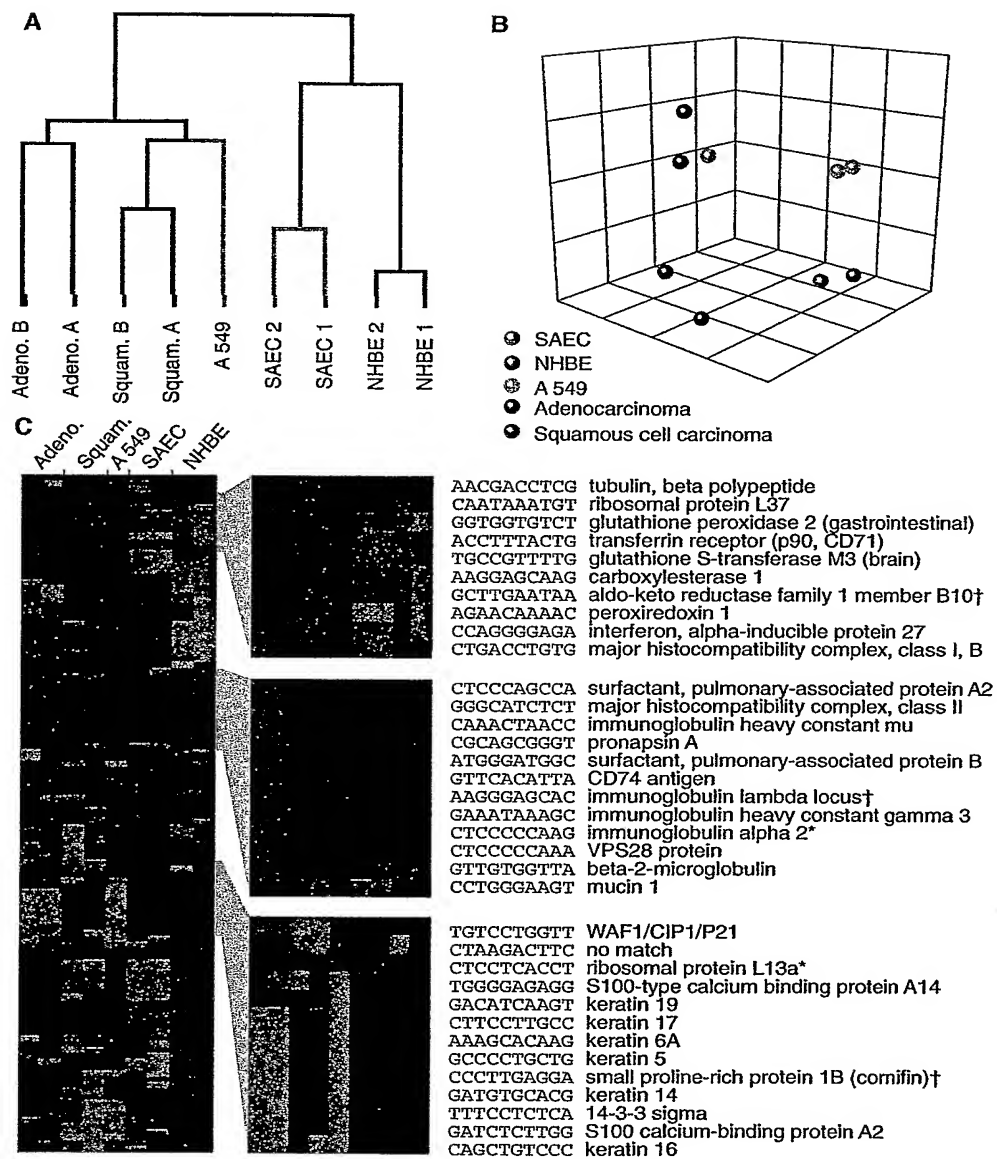 A
B
Adeno. B
Adeno. A
Squam. B
Squam. A
A 549
SAEC 2
SAEC 1
NHBE 2
NHBE 1
SAEC
NHBE
A 549
Adenocarcinoma
Squamous cell carcinoma
C
Adeno.
Squam.
A 549
SAEC
NHBE
AACGACCTCG tubulin, beta polypeptide
CAATAAATGT ribosomal protein L37
GGTGGTGTCT glutathione peroxidase 2 (gastrointestinal)
ACCTTTACTG transferrin receptor (p90, CD71)
TGCCGTTTTG glutathione S-transferase M3 (brain)
AAGGAGCAAG carboxylesterase 1
GCTTGAATAA aldo-keto reductase family 1 member B10†
AGAACAAAAC peroxiredoxin 1
CCAGGGGAGA interferon, alpha-inducible protein 27
CTGACCTGTG major histocompatibility complex, class I, B
CTCCCAGCCA surfactant, pulmonary-associated protein A2
GGGCATCTCT major histocompatibility complex, class II
CAAACTAACC immunoglobulin heavy constant mu
CGCAGCGGGT pronapsin A
ATGGGATGGC surfactant, pulmonary-associated protein B
GTTCACATTA CD74 antigen
AAGGGAGCAC immunoglobulin lambda locus†
GAAATAAAGC immunoglobulin heavy constant gamma 3
CTCCCCCAAG immunoglobulin alpha 2*
CTCCCCCAAA VPS28 protein
GTTGTGGTTA beta-2-microglobulin
CCTGGGAAGT mucin 1
TGTCCTGGTT WAF1/CIP1/P21
CTAAGACTTC no match
CTCCTCACCT ribosomal protein L13a*
TGGGGAGAGG S100-type calcium binding protein A14
GACATCAAGT keratin 19
CTTCCTTGCC keratin 17
AAAGCACAAG keratin 6A
GCCCCTGCTG keratin 5
CCCTTGAGGA small proline-rich protein 1B (cornifin)†
GATGTGCACG keratin 14
TTTCCTCTCA 14-3-3 sigma
GATCTCTTGG S100 calcium-binding protein A2
CAGCTGTCCC keratin 16